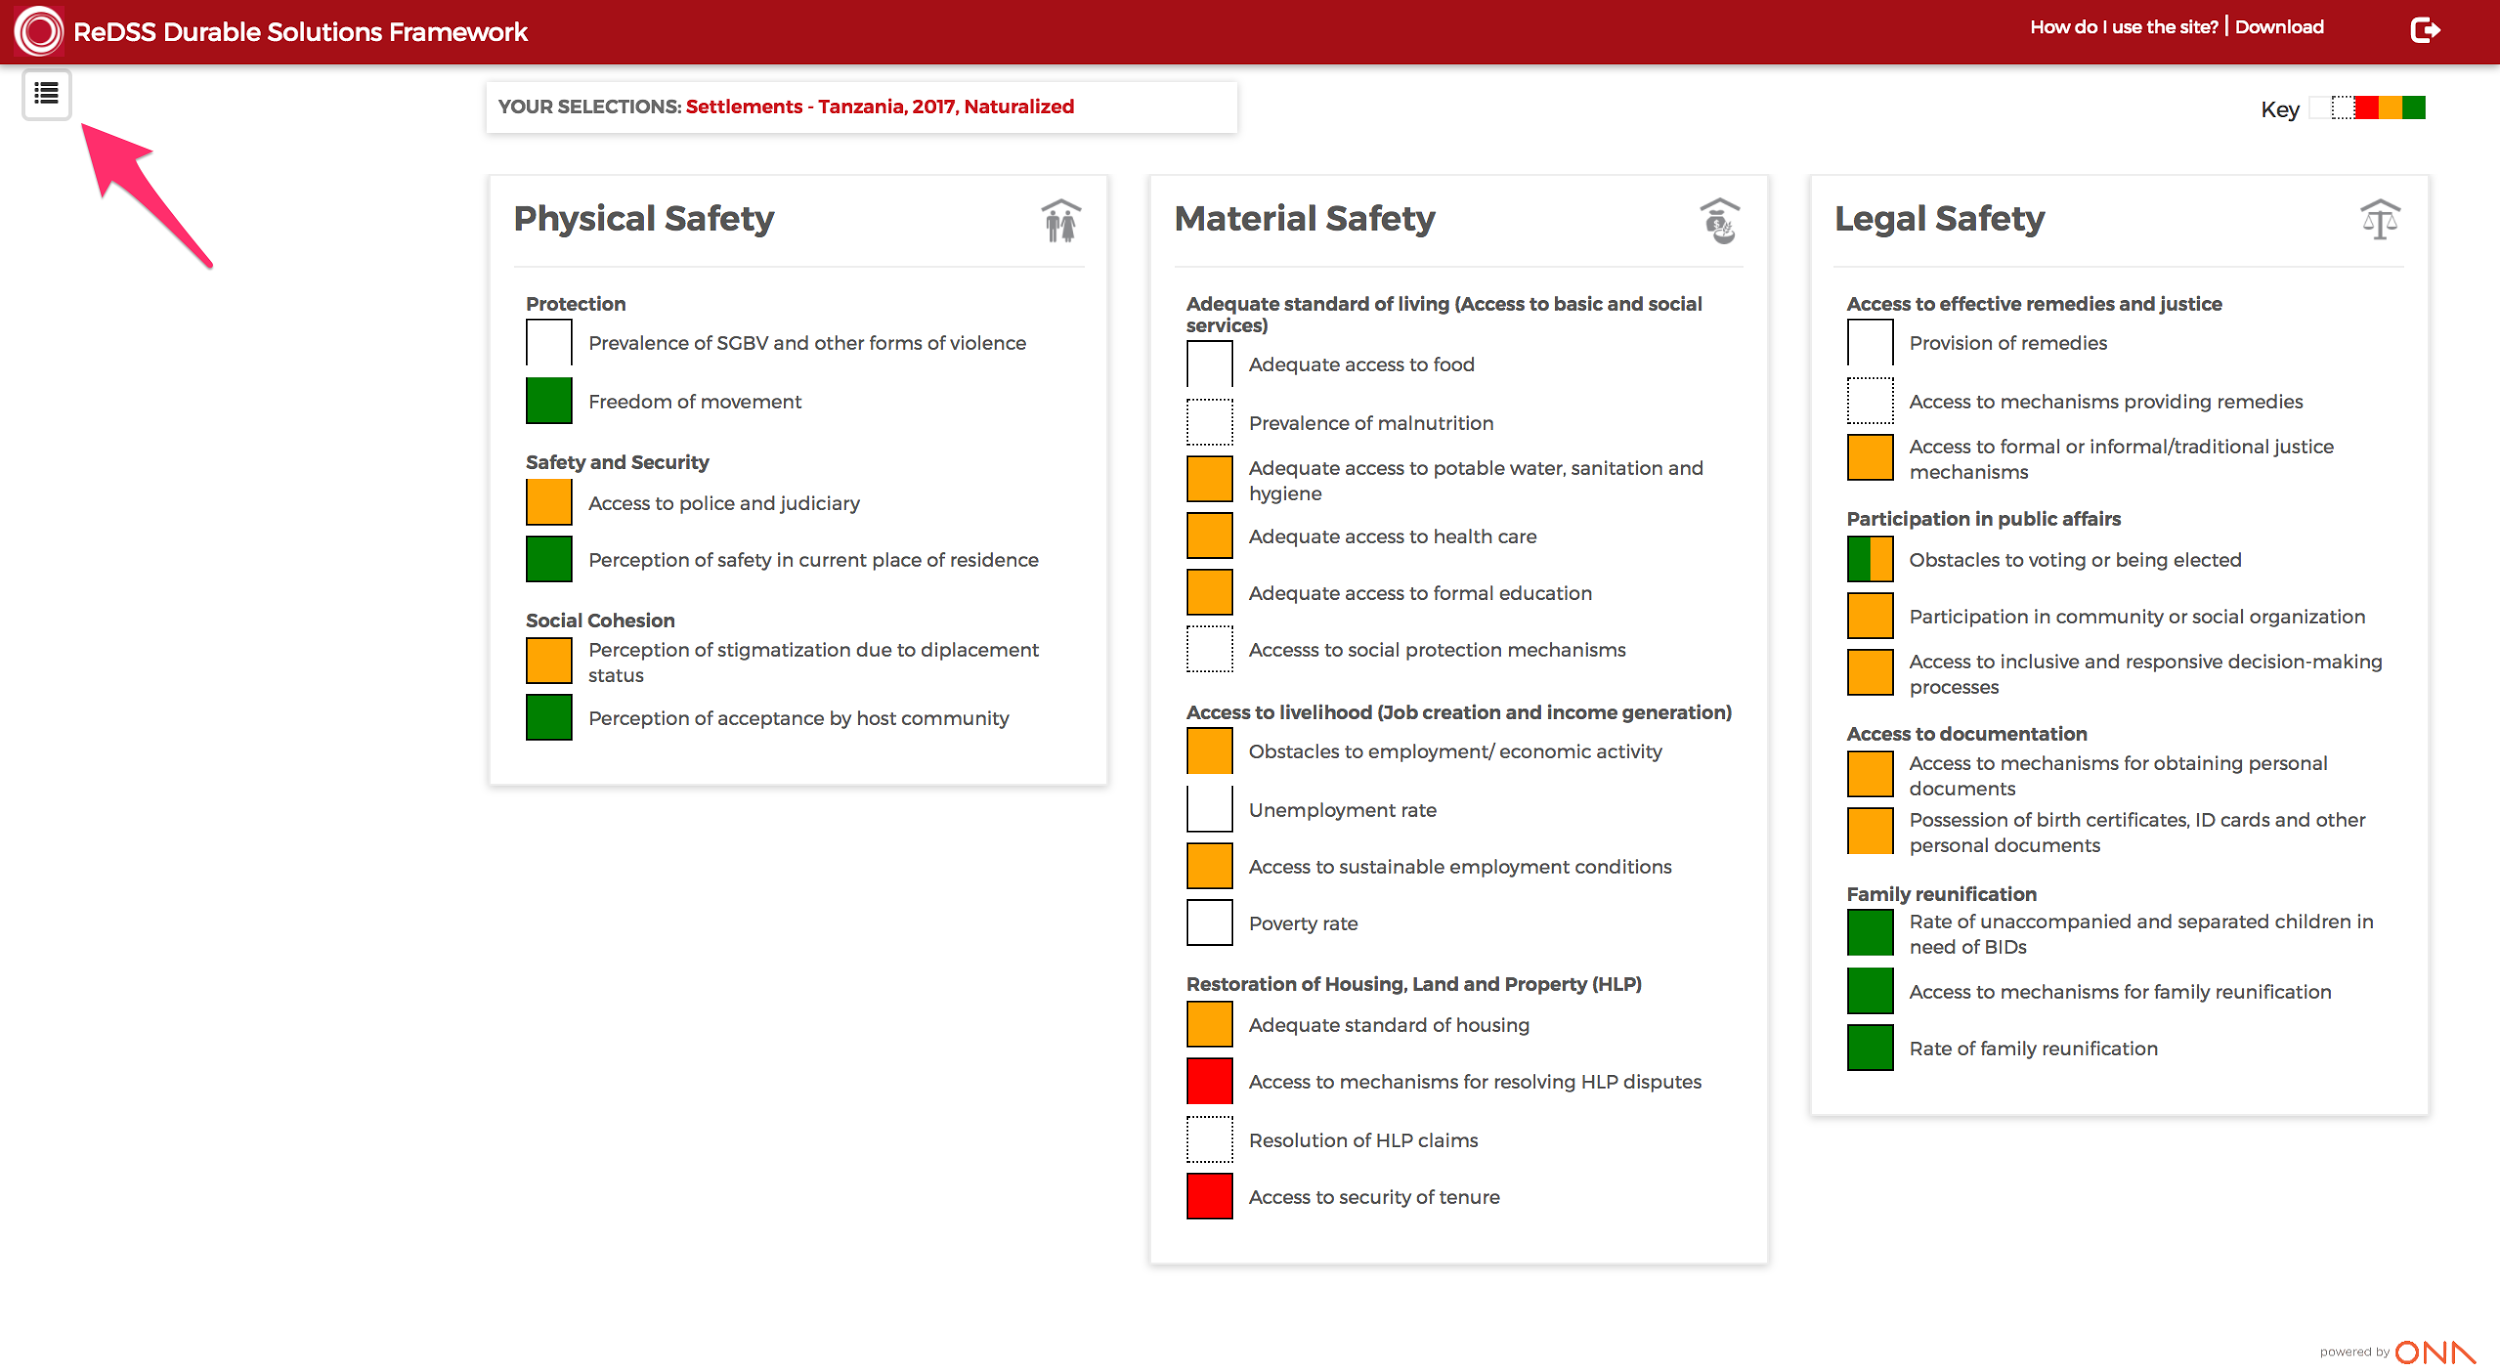 ReDSS Durable Solutions Framework
How do I use the site? | Download
YOUR SELECTIONS: Settlements - Tanzania, 2017, Naturalized
Key
Physical Safety
Protection
Prevalence of SGBV and other forms of violence
Freedom of movement
Safety and Security
Access to police and judiciary
Perception of safety in current place of residence
Social Cohesion
Perception of stigmatization due to diplacement
status
Perception of acceptance by host community
Material Safety
Adequate standard of living (Access to basic and social
services)
Adequate access to food
Prevalence of malnutrition
Adequate access to potable water, sanitation and
hygiene
Adequate access to health care
Adequate access to formal education
Accesss to social protection mechanisms
Access to livelihood (Job creation and income generation)
Obstacles to employment/ economic activity
Unemployment rate
Access to sustainable employment conditions
Poverty rate
Restoration of Housing, Land and Property (HLP)
Adequate standard of housing
Access to mechanisms for resolving HLP disputes
Resolution of HLP claims
Access to security of tenure
Legal Safety
Access to effective remedies and justice
Provision of remedies
Access to mechanisms providing remedies
Access to formal or informal/traditional justice
mechanisms
Participation in public affairs
Obstacles to voting or being elected
Participation in community or social organization
Access to inclusive and responsive decision-making
processes
Access to documentation
Access to mechanisms for obtaining personal
documents
Possession of birth certificates, ID cards and other
personal documents
Family reunification
Rate of unaccompanied and separated children in
need of BIDs
Access to mechanisms for family reunification
Rate of family reunification
powered by ONA